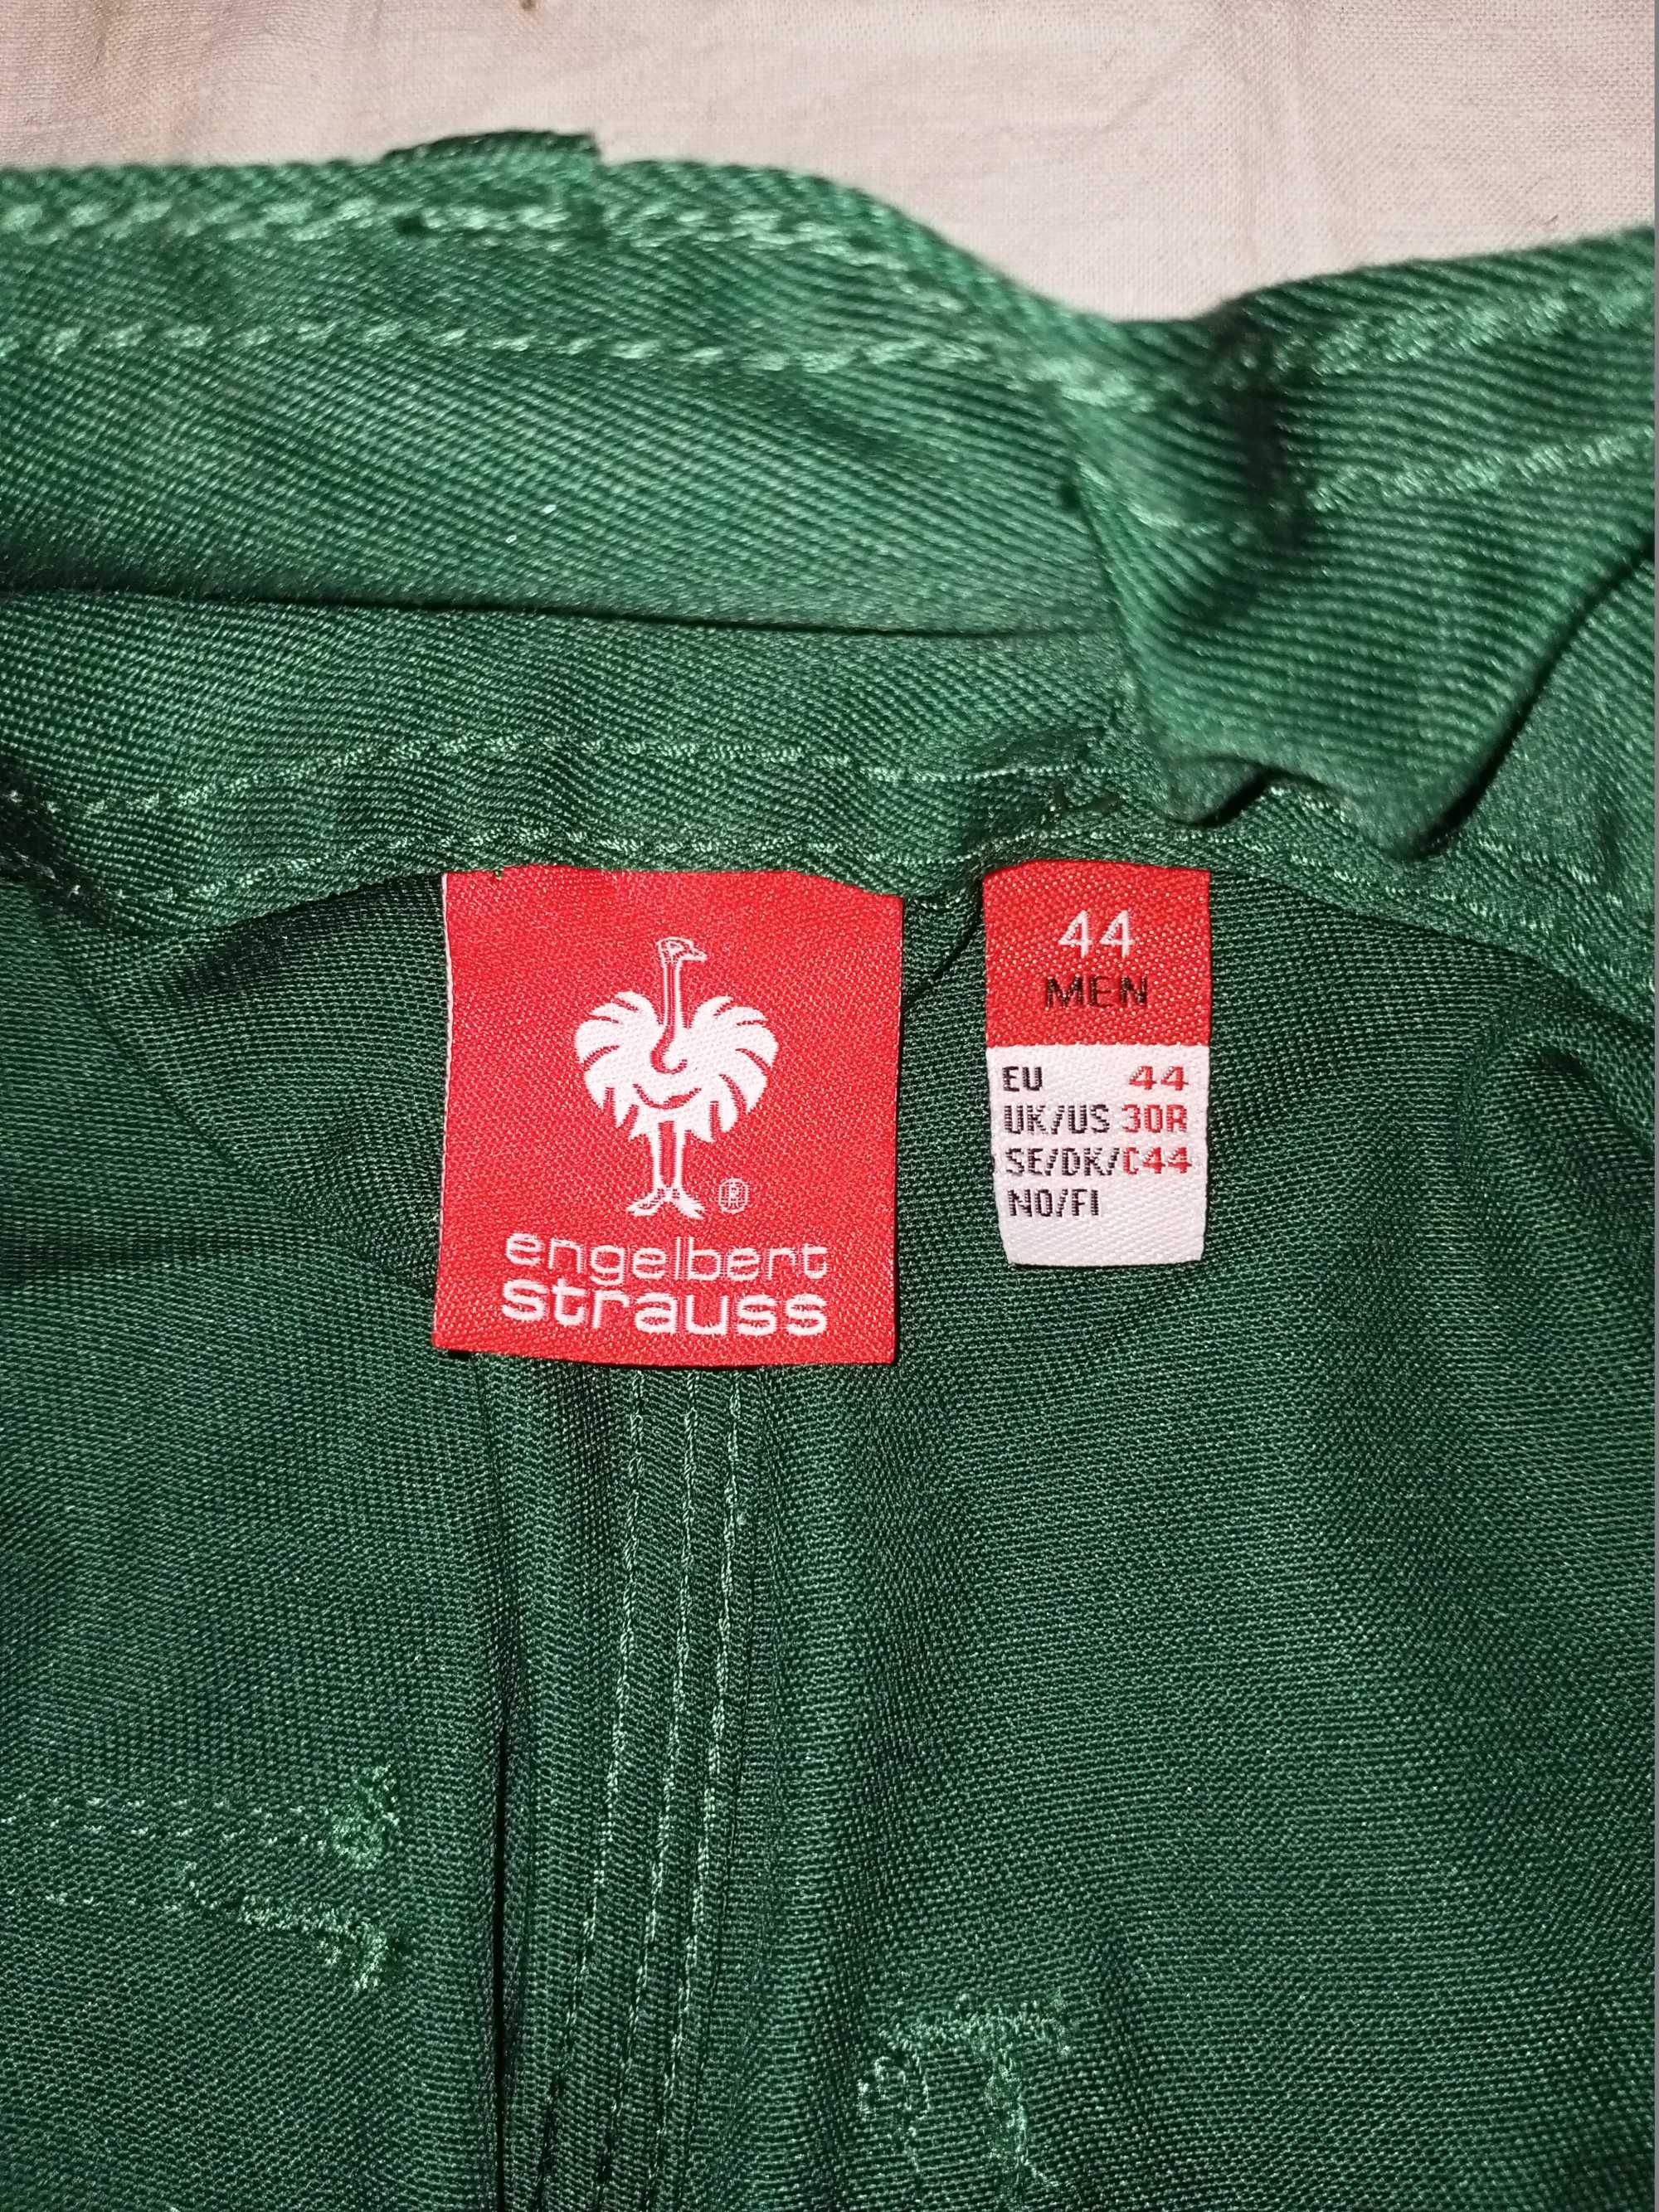 ®
engelbert
strauss
44
MEN
EU 44
UK/US 30R
SE/DK/C44
NO/FI